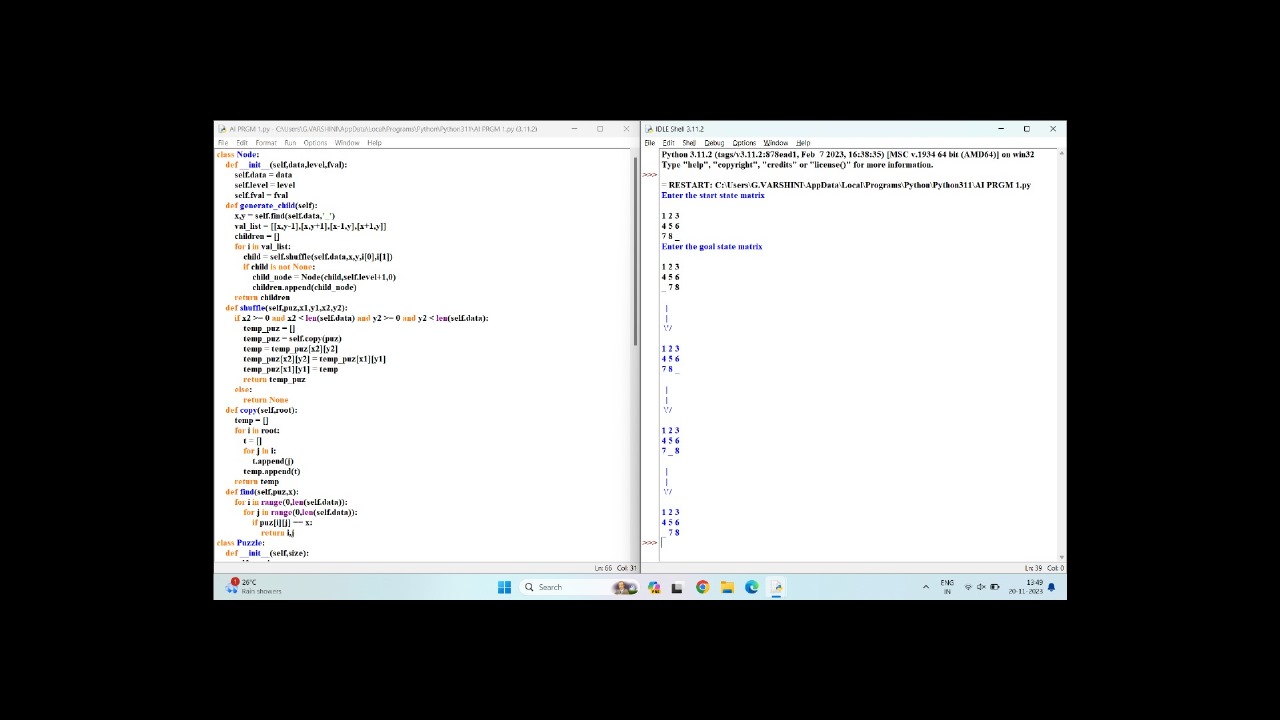 AI PRGM 1.py - C:\Users\G.VARSHINI\AppData\Local\Programs\Python\Python311\AI PRGM 1.py (3.11.2)
File Edit Format Run Options Window Help
class Node:
def __init__(self,data,level,fval):
self.data = data
self.level = level
self.fval = fval
def generate_child(self):
x,y = self.find(self.data,'_')
val_list = [[x,y-1],[x,y+1],[x-1,y],[x+1,y]]
children = []
for i in val_list:
child = self.shuffle(self.data,x,y,i[0],i[1])
if child is not None:
child_node = Node(child,self.level+1,0)
children.append(child_node)
return children
def shuffle(self,puz,x1,y1,x2,y2):
if x2 >= 0 and x2 < len(self.data) and y2 >= 0 and y2 < len(self.data):
temp_puz = []
temp_puz = self.copy(puz)
temp = temp_puz[x2][y2]
temp_puz[x2][y2] = temp_puz[x1][y1]
temp_puz[x1][y1] = temp
return temp_puz
else:
return None
def copy(self,root):
temp = []
for i in root:
t = []
for j in i:
t.append(j)
temp.append(t)
return temp
def find(self,puz,x):
for i in range(0,len(self.data)):
for j in range(0,len(self.data)):
if puz[i][j] == x:
return i,j
class Puzzle:
def __init__(self,size):
Ln: 66 Col: 31
IDLE Shell 3.11.2
File Edit Shell Debug Options Window Help
Python 3.11.2 (tags/v3.11.2:878ead1, Feb 7 2023, 16:38:35) [MSC v.1934 64 bit (AMD64)] on win32
Type "help", "copyright", "credits" or "license()" for more information.
>>>
= RESTART: C:\Users\G.VARSHINI\AppData\Local\Programs\Python\Python311\AI PRGM 1.py
Enter the start state matrix
1 2 3
4 5 6
7 8 _
Enter the goal state matrix
1 2 3
4 5 6
_ 7 8
|
|
\'/
1 2 3
4 5 6
7 8 _
|
|
\'/
1 2 3
4 5 6
7 _ 8
|
|
\'/
1 2 3
4 5 6
_ 7 8
>>>
Ln: 39 Col: 0
1
26°C
Rain showers
Search
ENG
IN
13:49
20-11-2023